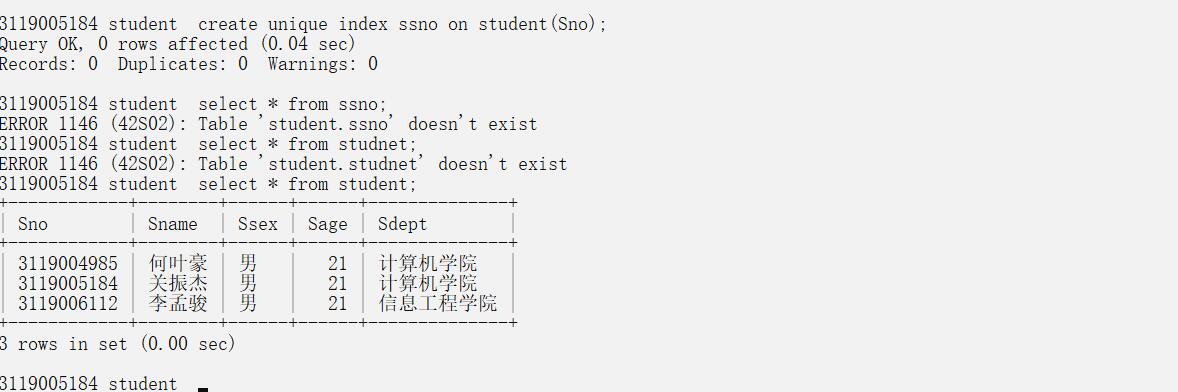 3119005184 student  create unique index ssno on student(Sno);
Query OK, 0 rows affected (0.04 sec)
Records: 0  Duplicates: 0  Warnings: 0
3119005184 student  select * from ssno;
ERROR 1146 (42S02): Table 'student.ssno' doesn't exist
3119005184 student  select * from studnet;
ERROR 1146 (42S02): Table 'student.studnet' doesn't exist
3119005184 student  select * from student;
+------------+--------+------+------+--------------+
| Sno        | Sname  | Ssex | Sage | Sdept        |
+------------+--------+------+------+--------------+
| 3119004985 | 何叶豪 | 男   |   21 | 计算机学院   |
| 3119005184 | 关振杰 | 男   |   21 | 计算机学院   |
| 3119006112 | 李孟骏 | 男   |   21 | 信息工程学院 |
+------------+--------+------+------+--------------+
3 rows in set (0.00 sec)
3119005184 student  _